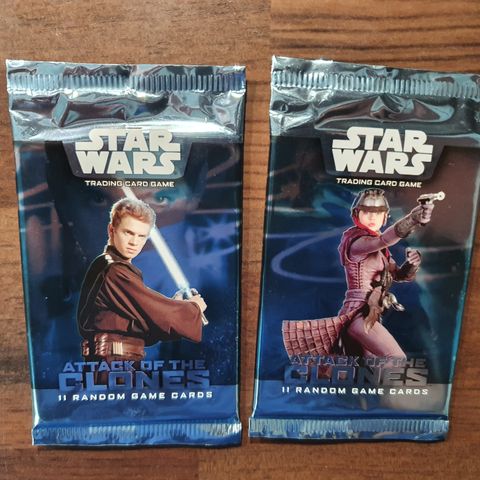 STAR
WARS
TRADING CARD GAME
ATTACK OF THE
CLONES
11 RANDOM GAME CARDS
STAR
WARS
TRADING CARD GAME
ATTACK OF THE
CLONES
11 RANDOM GAME CARDS